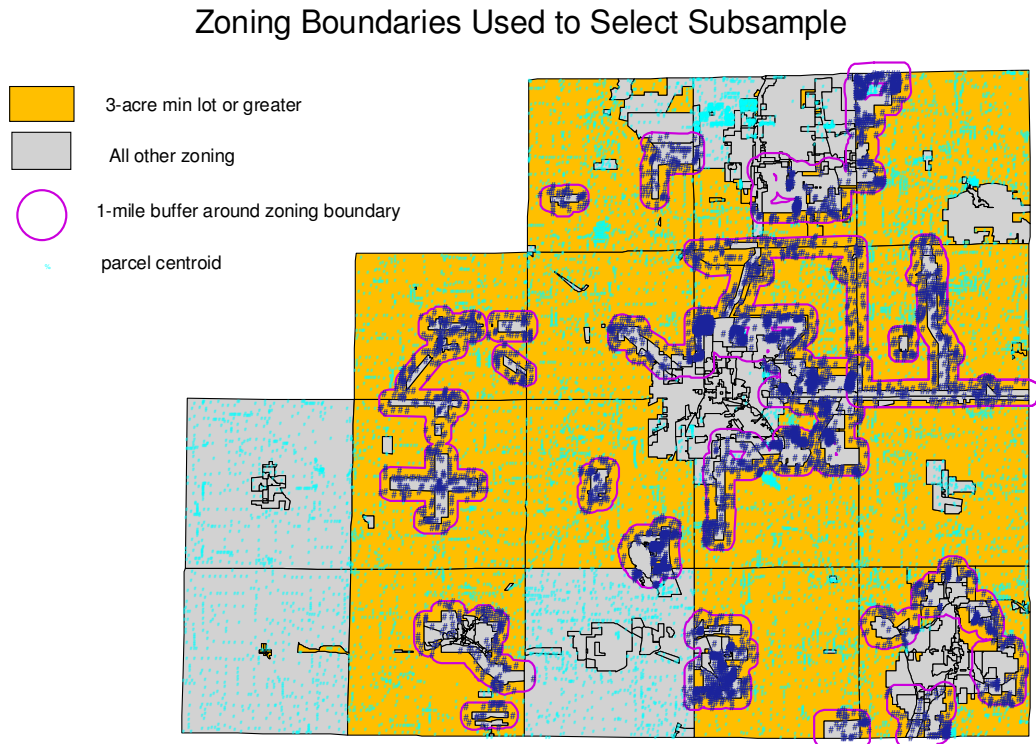 Zoning Boundaries Used to Select Subsample
3-acre min lot or greater
All other zoning
1-mile buffer around zoning boundary
parcel centroid